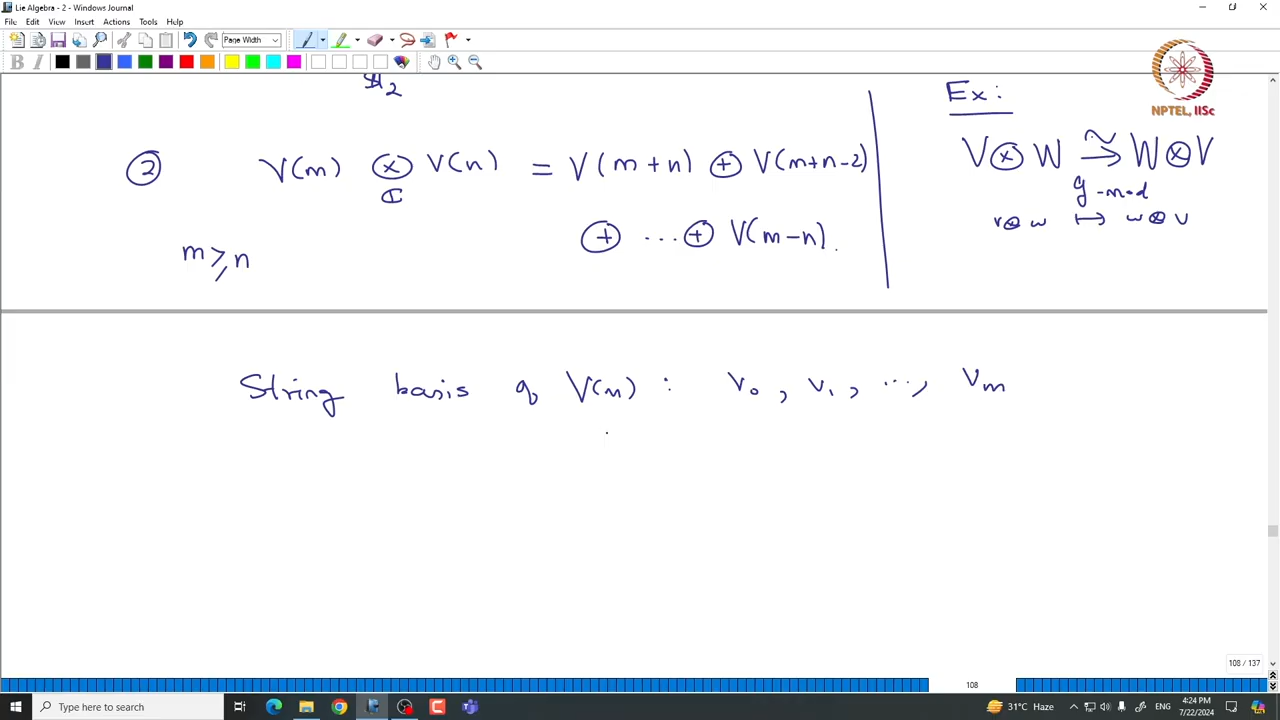 Lie Algebra - 2 - Windows Journal
File Edit View Insert Actions Tools Help
Page Width
NPTEL, IISc
sl₂
② V(m) ⊗_ℂ V(n) = V(m+n) ⊕ V(m+n-2)
⊕ ... ⊕ V(m-n).
m ≥ n
Ex:
V⊗W ≅→ W⊗V
g-mod
v⊗w ↦ w⊗v
String basis of V(m) : v₀, v₁, ..., vₘ
108 / 137
108
Type here to search
31°C Haze
ENG
4:24 PM
7/22/2024